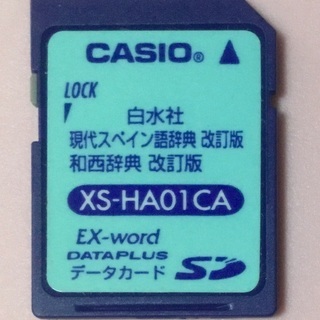 CASIO®
LOCK
白水社
現代スペイン語辞典 改訂版
和西辞典 改訂版
XS-HA01CA
EX-word
DATAPLUS
データカード
SD